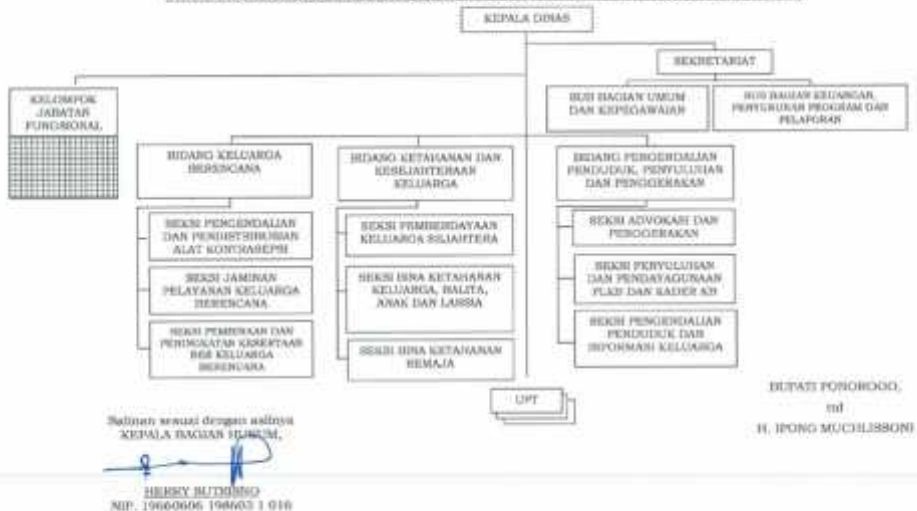 KEPALA DINAS
SEKRETARIAT
KELOMPOK
JABATAN
FUNGSIONAL
SUB BAGIAN UMUM
DAN KEPEGAWAIAN
SUB BAGIAN KEUANGAN,
PENYUSUNAN PROGRAM DAN
PELAPORAN
BIDANG KELUARGA
BERENCANA
BIDANG KETAHANAN DAN
KESEJAHTERAAN
KELUARGA
BIDANG PENGENDALIAN
PENDUDUK, PENYULUHAN
DAN PENGGERAKAN
SEKSI PENGENDALIAN
DAN PENDISTRIBUSIAN
ALAT KONTRASEPSI
SEKSI PEMBERDAYAAN
KELUARGA SEJAHTERA
SEKSI ADVOKASI DAN
PENGGERAKAN
SEKSI JAMINAN
PELAYANAN KELUARGA
BERENCANA
SEKSI BINA KETAHANAN
KELUARGA, BALITA,
ANAK DAN LANSIA
SEKSI PENYULUHAN
DAN PENDAYAGUNAAN
PLKB DAN KADER KB
SEKSI PEMBINAAN DAN
PENINGKATAN KESERTAAN
BER KELUARGA
BERENCANA
SEKSI BINA KETAHANAN
REMAJA
SEKSI PENGENDALIAN
PENDUDUK DAN
INFORMASI KELUARGA
UPT
BUPATI PONOROGO,
ttd
H. IPONG MUCHLISSONI
Salinan sesuai dengan aslinya
KEPALA BAGIAN HUKUM,
HERRY SUTRISNO
NIP. 19660606 198603 1 016